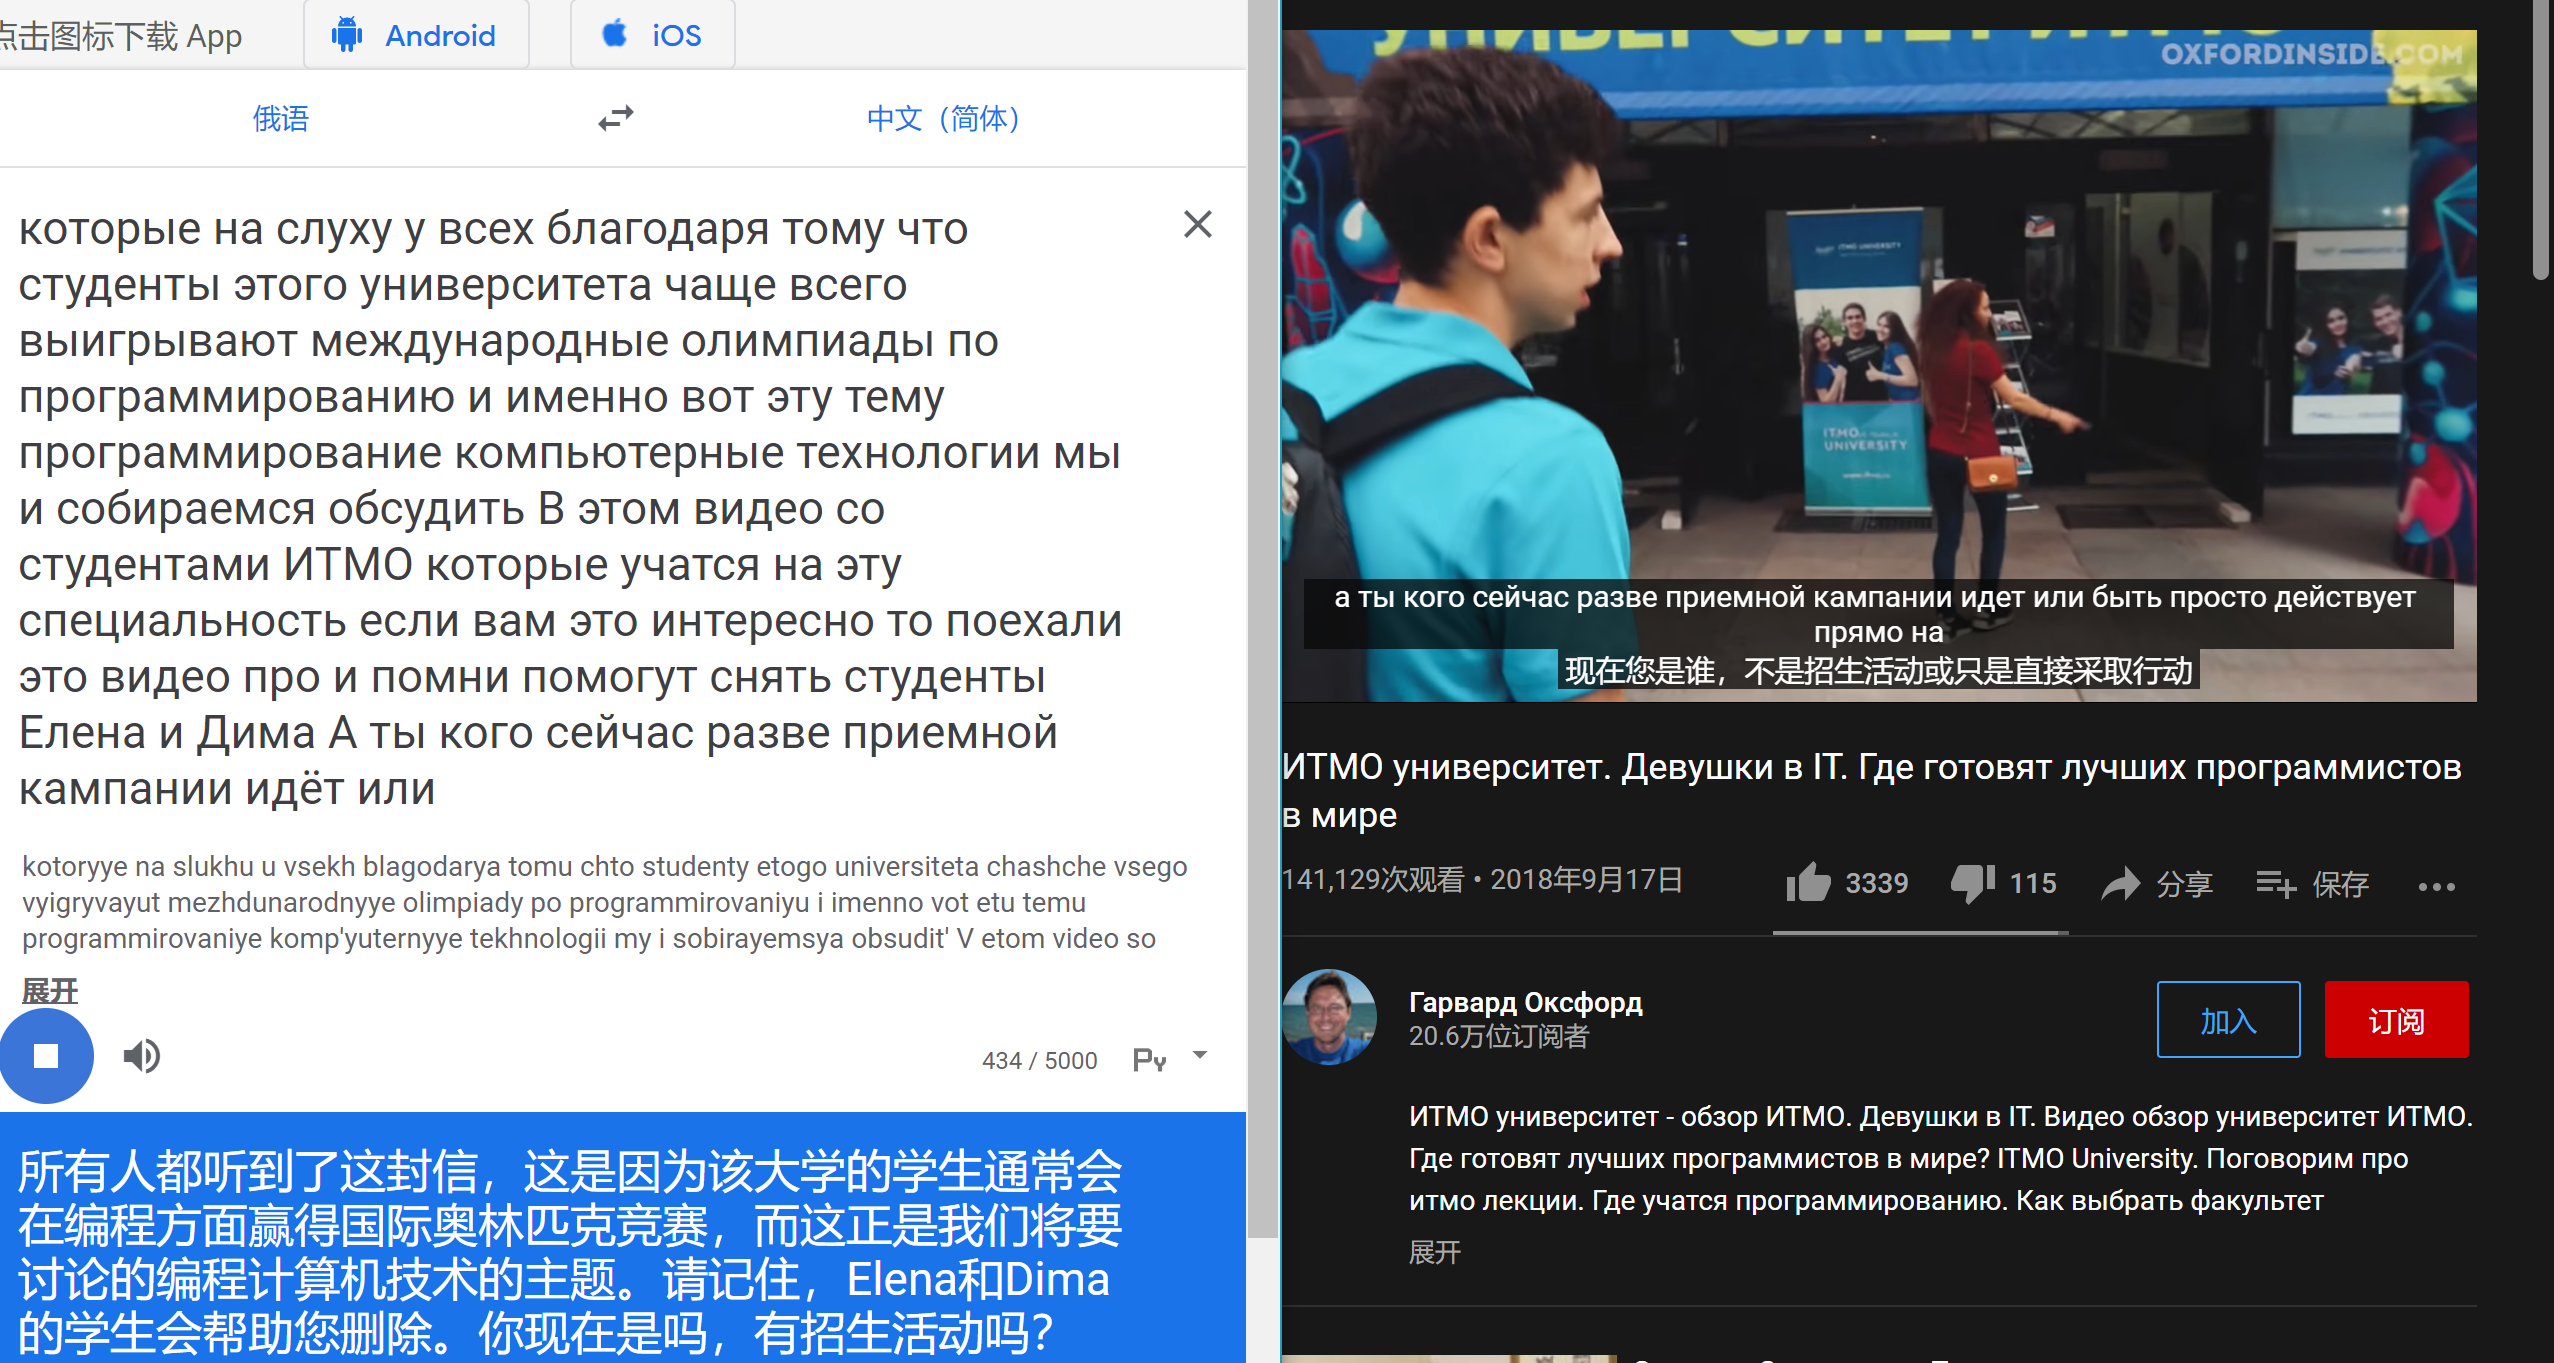 点击图标下载 App
Android
iOS
俄语
中文（简体）
которые на слуху у всех благодаря тому что
студенты этого университета чаще всего
выигрывают международные олимпиады по
программированию и именно вот эту тему
программирование компьютерные технологии мы
и собираемся обсудить В этом видео со
студентами ИТМО которые учатся на эту
специальность если вам это интересно то поехали
это видео про и помни помогут снять студенты
Елена и Дима А ты кого сейчас разве приемной
кампании идёт или
kotoryye na slukhu u vsekh blagodarya tomu chto studenty etogo universiteta chashche vsego
vyigryvayut mezhdunarodnyye olimpiady po programmirovaniyu i imenno vot etu temu
programmirovaniye komp'yuternyye tekhnologii my i sobirayemsya obsudit' V etom video so
展开
434 / 5000
所有人都听到了这封信，这是因为该大学的学生通常会
在编程方面赢得国际奥林匹克竞赛，而这正是我们将要
讨论的编程计算机技术的主题。请记住，Elena和Dima
的学生会帮助您删除。你现在是吗，有招生活动吗？
УНИВЕРСИТЕТ ИТМО
OXFORDINSIDE.COM
ITMO UNIVERSITY
ITMO
UNIVERSITY
а ты кого сейчас разве приемной кампании идет или быть просто действует
прямо на
现在您是谁，不是招生活动或只是直接采取行动
ИТМО университет. Девушки в IT. Где готовят лучших программистов
в мире
141,129次观看 • 2018年9月17日
3339
115
分享
保存
Гарвард Оксфорд
20.6万位订阅者
加入
订阅
ИТМО университет - обзор ИТМО. Девушки в IT. Видео обзор университет ИТМО.
Где готовят лучших программистов в мире? ITMO University. Поговорим про
итмо лекции. Где учатся программированию. Как выбрать факультет
展开